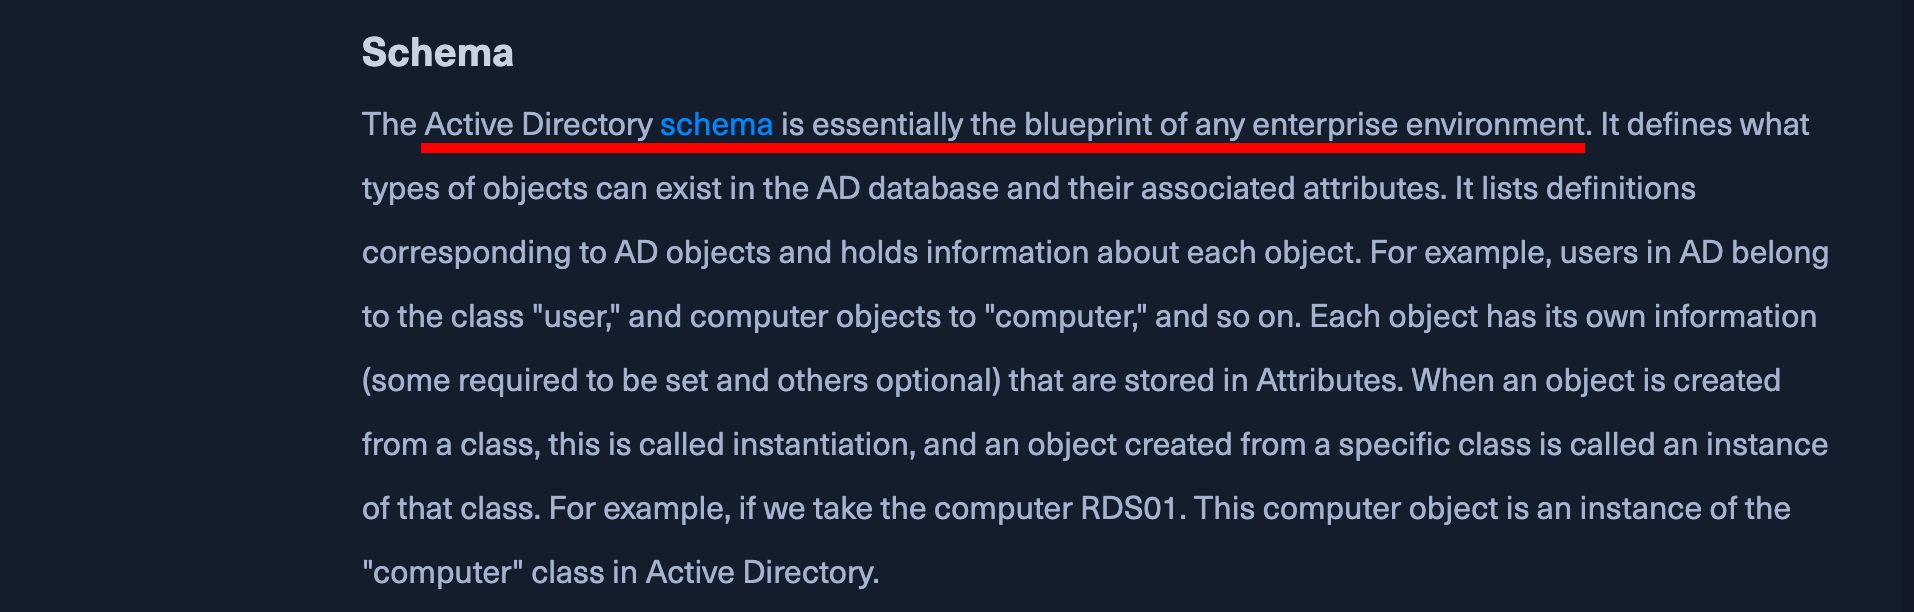 Schema
The Active Directory schema is essentially the blueprint of any enterprise environment. It defines what
types of objects can exist in the AD database and their associated attributes. It lists definitions
corresponding to AD objects and holds information about each object. For example, users in AD belong
to the class "user," and computer objects to "computer," and so on. Each object has its own information
(some required to be set and others optional) that are stored in Attributes. When an object is created
from a class, this is called instantiation, and an object created from a specific class is called an instance
of that class. For example, if we take the computer RDS01. This computer object is an instance of the
"computer" class in Active Directory.